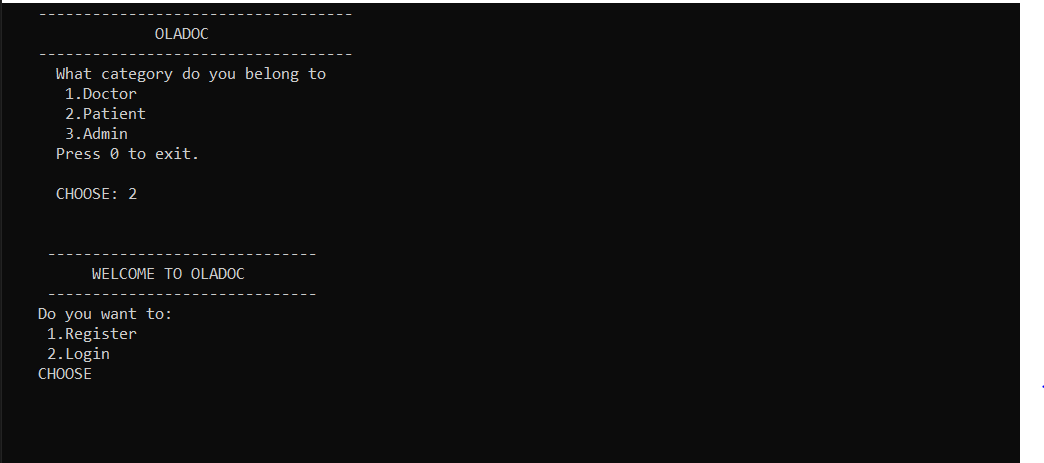 -----------------------------------
OLADOC
-----------------------------------
What category do you belong to
1.Doctor
2.Patient
3.Admin
Press 0 to exit.
CHOOSE: 2
------------------------------
WELCOME TO OLADOC
------------------------------
Do you want to:
1.Register
2.Login
CHOOSE